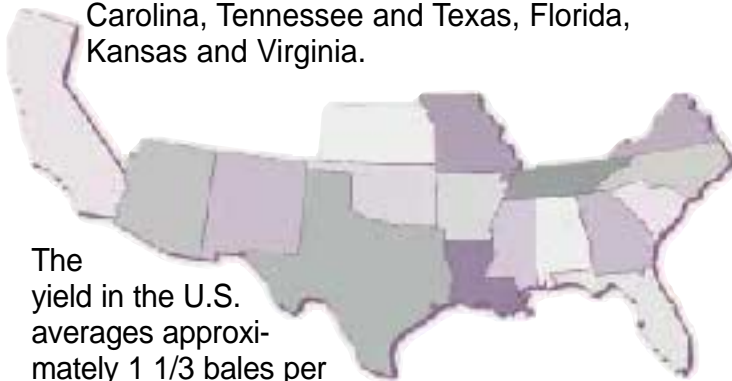 Carolina, Tennessee and Texas, Florida,
Kansas and Virginia.
The
yield in the U.S.
averages approxi-
mately 1 1/3 bales per